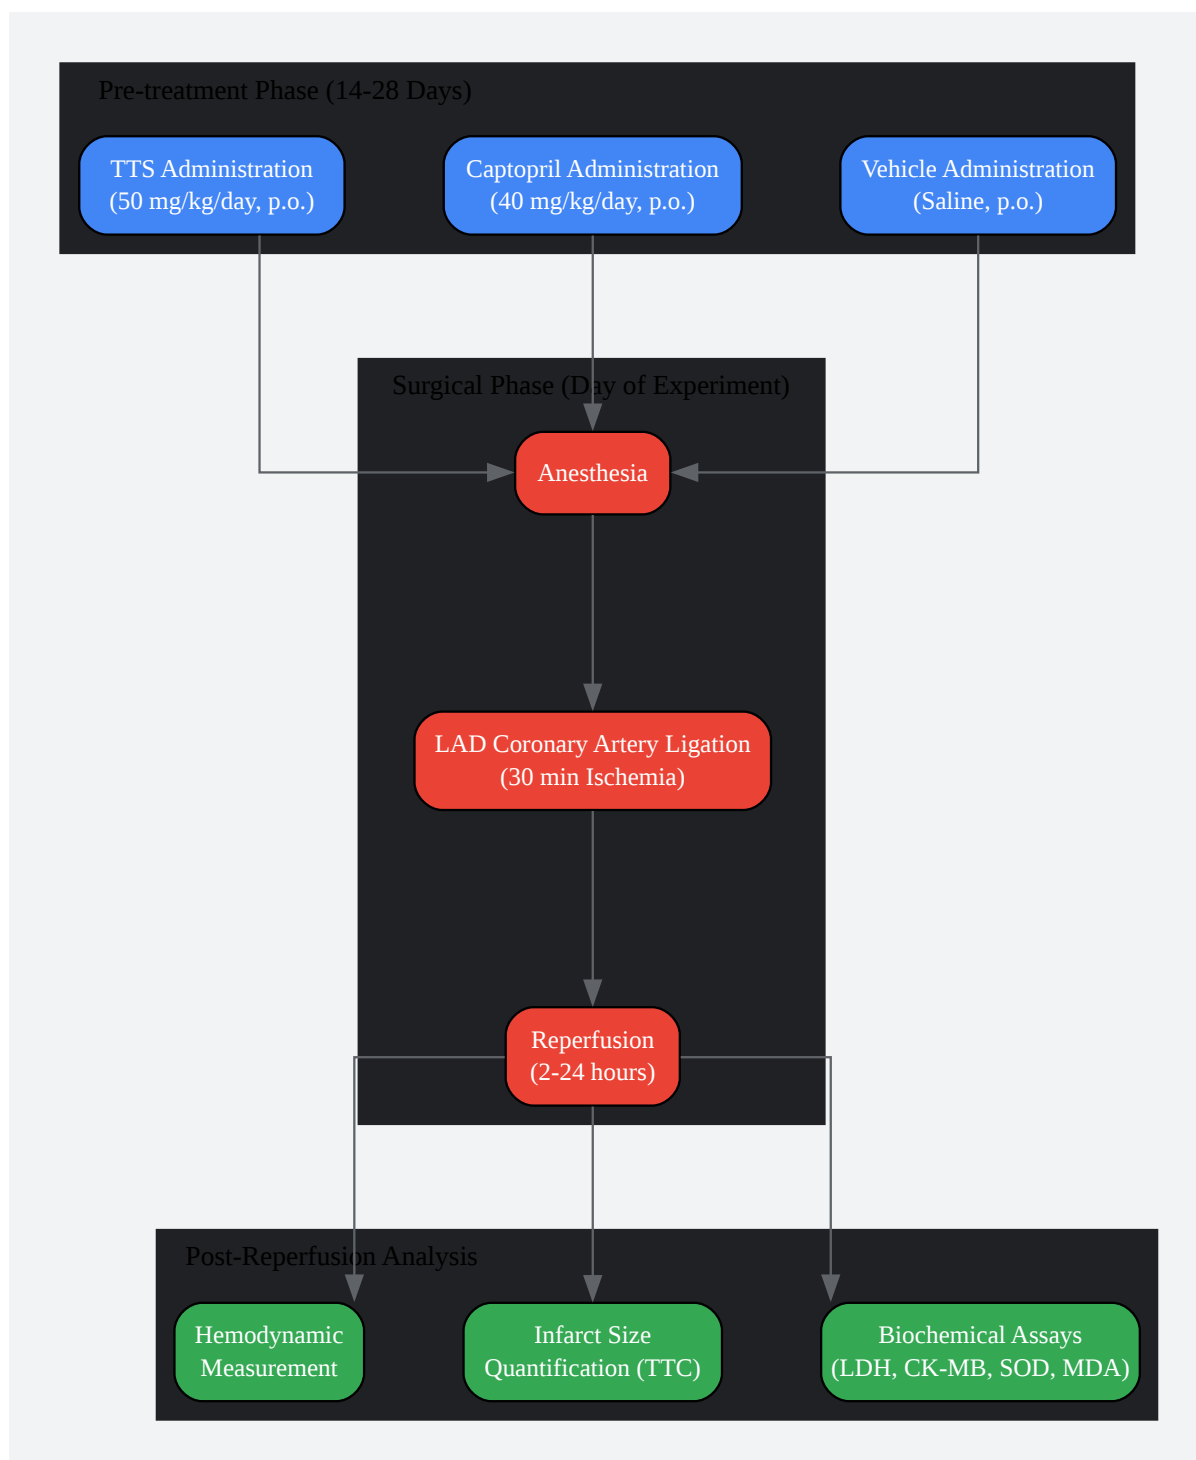 Pre-treatment Phase (14-28 Days)
TTS Administration
(50 mg/kg/day, p.o.)
Captopril Administration
(40 mg/kg/day, p.o.)
Vehicle Administration
(Saline, p.o.)
Surgical Phase (Day of Experiment)
Anesthesia
LAD Coronary Artery Ligation
(30 min Ischemia)
Reperfusion
(2-24 hours)
Post-Reperfusion Analysis
Hemodynamic
Measurement
Infarct Size
Quantification (TTC)
Biochemical Assays
(LDH, CK-MB, SOD, MDA)